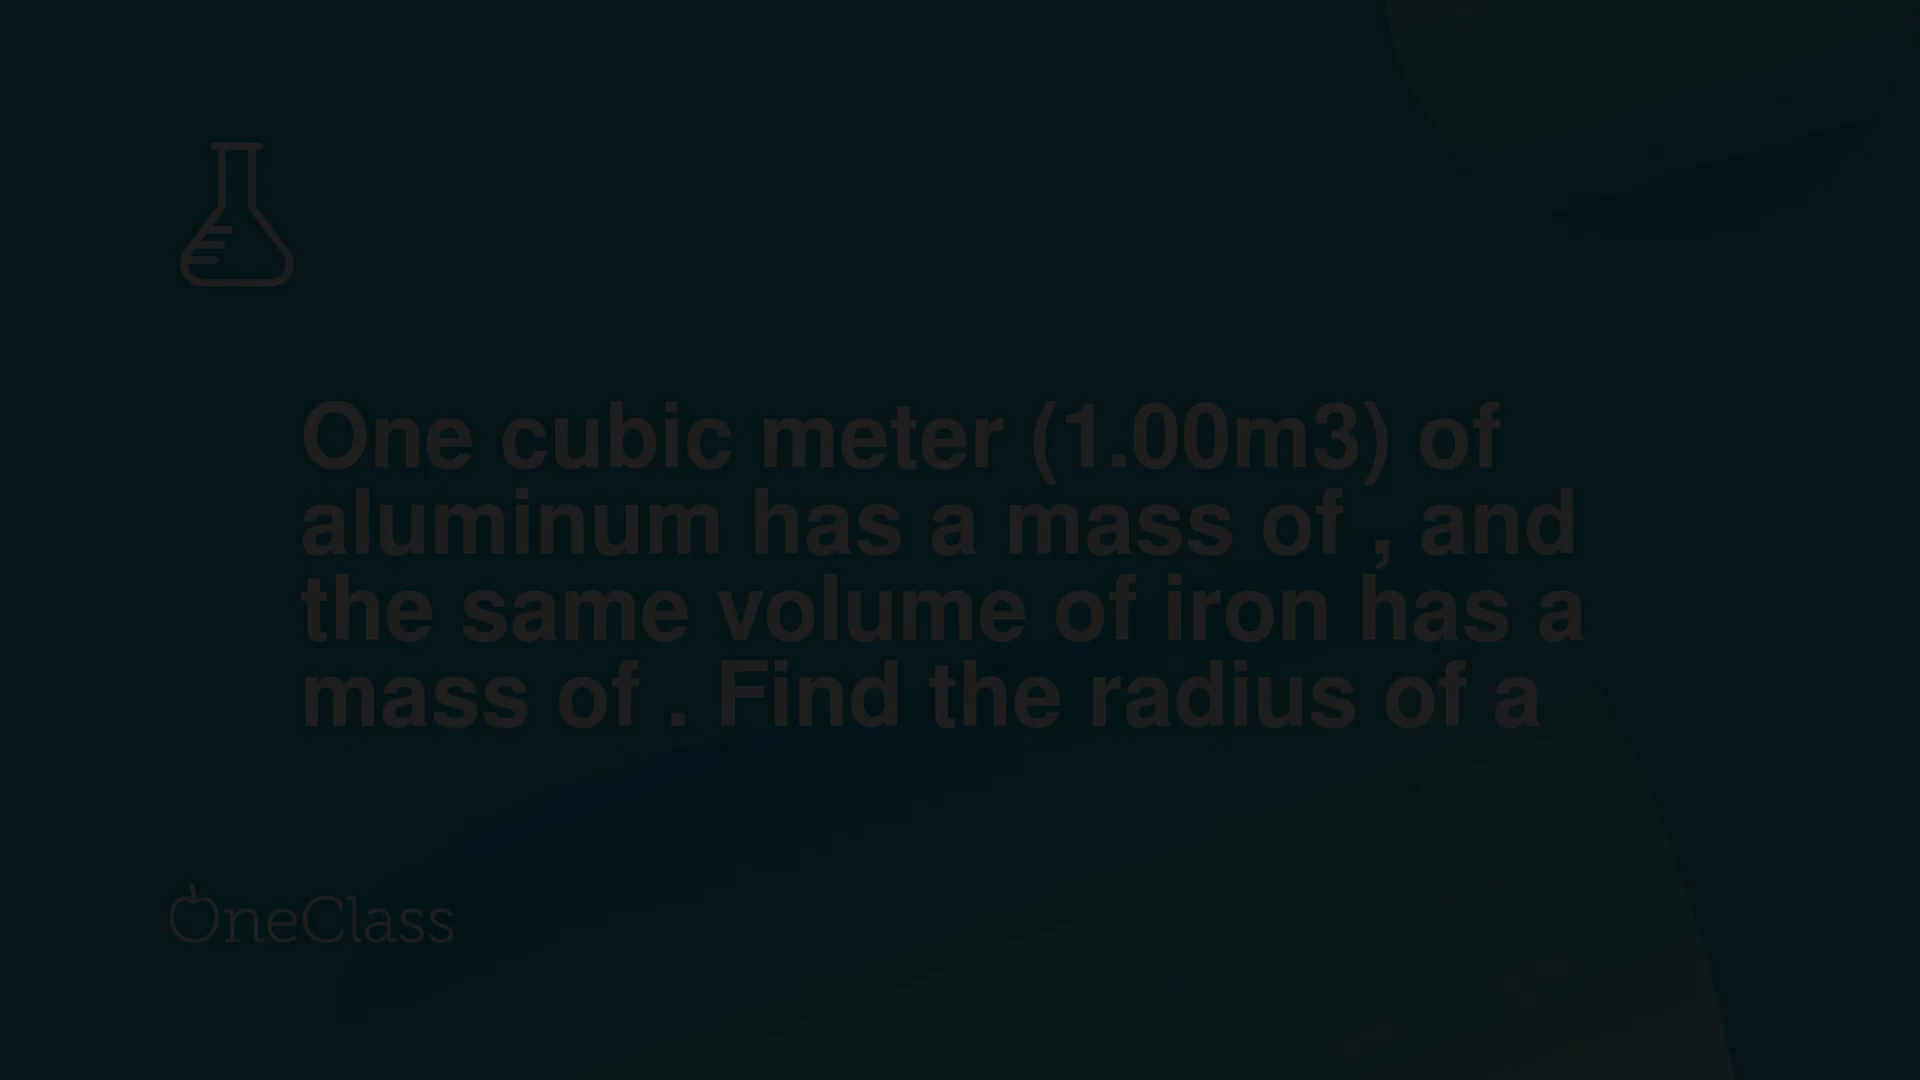 One cubic meter (1.00m3) of
aluminum has a mass of , and
the same volume of iron has a
mass of . Find the radius of a
OneClass